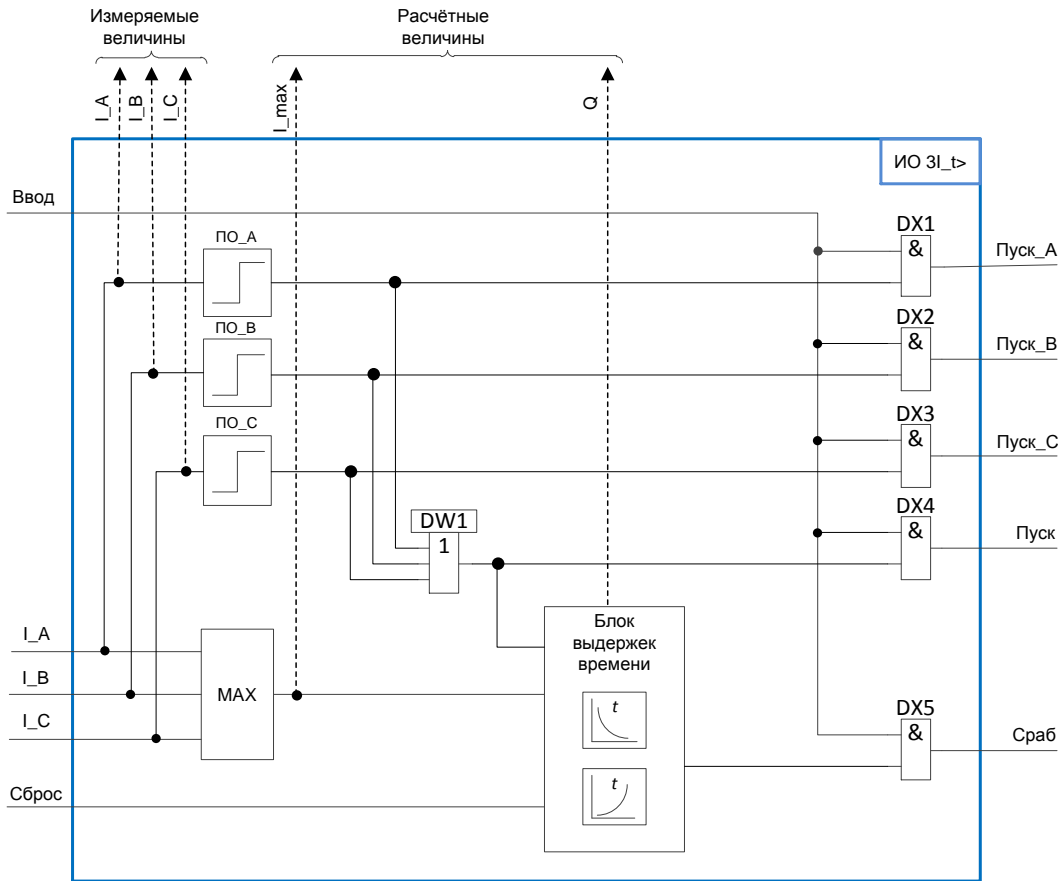 Измеряемые
величины
Расчётные
величины
I_A
I_B
I_C
I_max
Q
ИО 3I_t>
Ввод
ПО_А
DX1
&
Пуск_А
ПО_В
DX2
&
Пуск_В
ПО_С
DX3
&
Пуск_С
DW1
1
DX4
&
Пуск
Блок
выдержек
времени
I_A
I_B
I_C
MAX
t
t
DX5
&
Сраб
Сброс